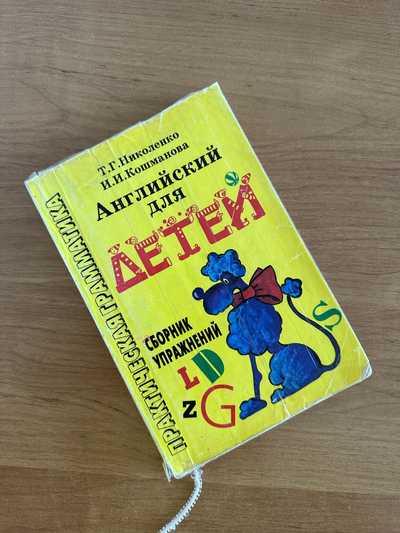 Т.Г.Николенко
И.И.Кошманова
Английский
для
ДЕТЕЙ
ПРАКТИЧЕСКАЯ ГРАММАТИКА
СБОРНИК
УПРАЖНЕНИЙ
S
L D
Z G
S